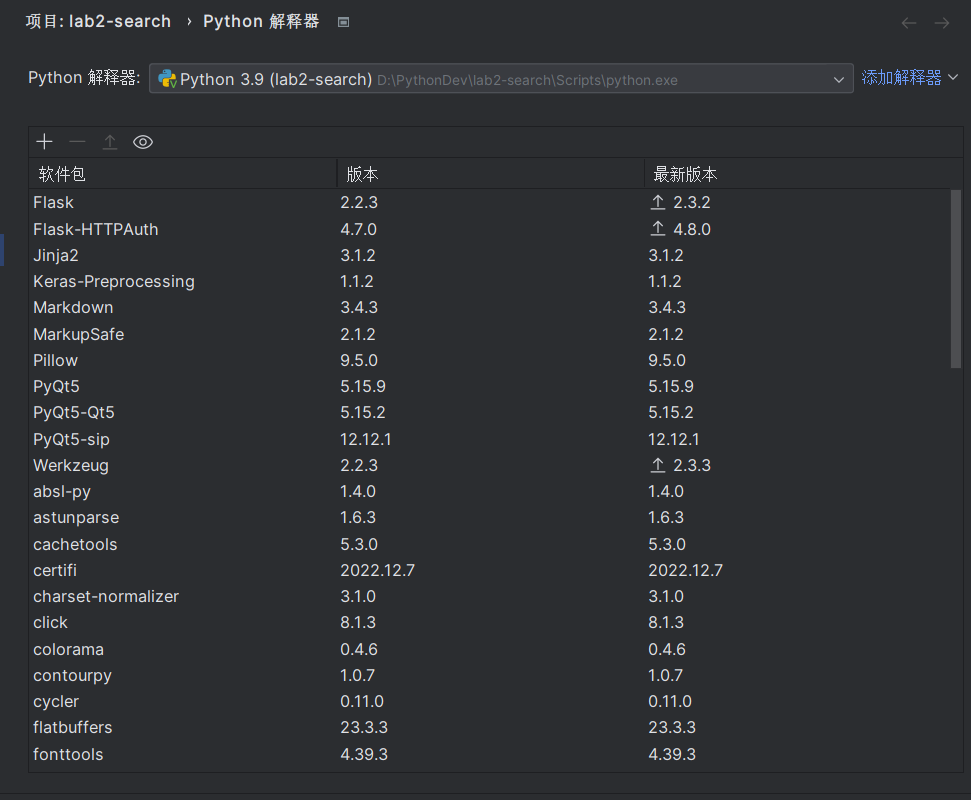 项目: lab2-search › Python 解释器
Python 解释器: Python 3.9 (lab2-search) D:\PythonDev\lab2-search\Scripts\python.exe 添加解释器
软件包 版本 最新版本
Flask 2.2.3 2.3.2
Flask-HTTPAuth 4.7.0 4.8.0
Jinja2 3.1.2 3.1.2
Keras-Preprocessing 1.1.2 1.1.2
Markdown 3.4.3 3.4.3
MarkupSafe 2.1.2 2.1.2
Pillow 9.5.0 9.5.0
PyQt5 5.15.9 5.15.9
PyQt5-Qt5 5.15.2 5.15.2
PyQt5-sip 12.12.1 12.12.1
Werkzeug 2.2.3 2.3.3
absl-py 1.4.0 1.4.0
astunparse 1.6.3 1.6.3
cachetools 5.3.0 5.3.0
certifi 2022.12.7 2022.12.7
charset-normalizer 3.1.0 3.1.0
click 8.1.3 8.1.3
colorama 0.4.6 0.4.6
contourpy 1.0.7 1.0.7
cycler 0.11.0 0.11.0
flatbuffers 23.3.3 23.3.3
fonttools 4.39.3 4.39.3